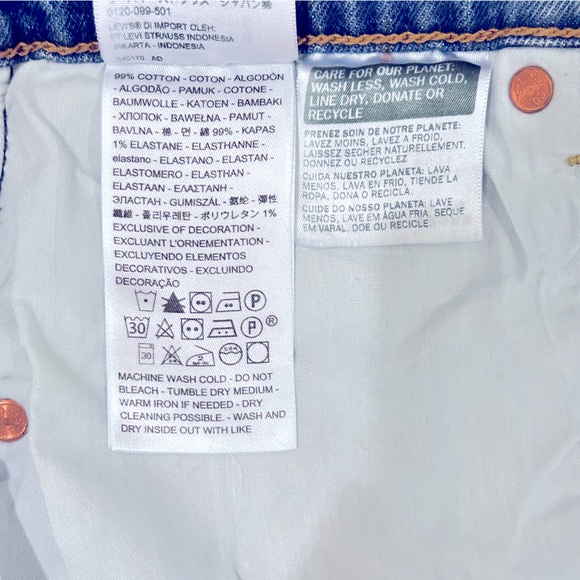 0120-099-501
LEVI'S® DI IMPORT OLEH:
PT LEVI STRAUSS INDONESIA
JAKARTA - INDONESIA
AD
99% COTTON - COTON - ALGODÓN
- ALGODÃO - PAMUK - COTONE -
BAUMWOLLE - KATOEN - BAMBAKI
- ХЛОПОК - BAWEŁNA - PAMUT -
BAVLNA - 棉 - 면 - 綿 99% - KAPAS
1% ELASTANE - ELASTHANNE -
elastano - ELASTANO - ELASTAN -
ELASTOMERO - ELASTHAN -
ELASTAAN - ΕΛΑΣΤΑΝΗ -
ЭЛАСТАН - GUMISZÁL - 氨纶 - 彈性
纖維 - 폴리우레탄 - ポリウレタン 1%
EXCLUSIVE OF DECORATION -
EXCLUANT L'ORNEMENTATION -
EXCLUYENDO ELEMENTOS
DECORATIVOS - EXCLUINDO
DECORAÇÃO
P
30 P ®
30 2
MACHINE WASH COLD - DO NOT
BLEACH - TUMBLE DRY MEDIUM -
WARM IRON IF NEEDED - DRY
CLEANING POSSIBLE. - WASH AND
DRY INSIDE OUT WITH LIKE
CARE FOR OUR PLANET:
WASH LESS, WASH COLD,
LINE DRY, DONATE OR
RECYCLE
PRENEZ SOIN DE NOTRE PLANETE:
LAVEZ MOINS, LAVEZ A FROID,
LAISSEZ SECHER NATURELLEMENT,
DONNEZ OU RECYCLEZ
CUIDA NUESTRO PLANETA: LAVA
MENOS, LAVA EN FRIO, TIENDE LA
ROPA, DONA O RECICLA.
CUIDE DO NOSSO PLANETA: LAVE
MENOS, LAVE EM ÁGUA FRIA, SEQUE
EM VARAL, DOE OU RECICLE.